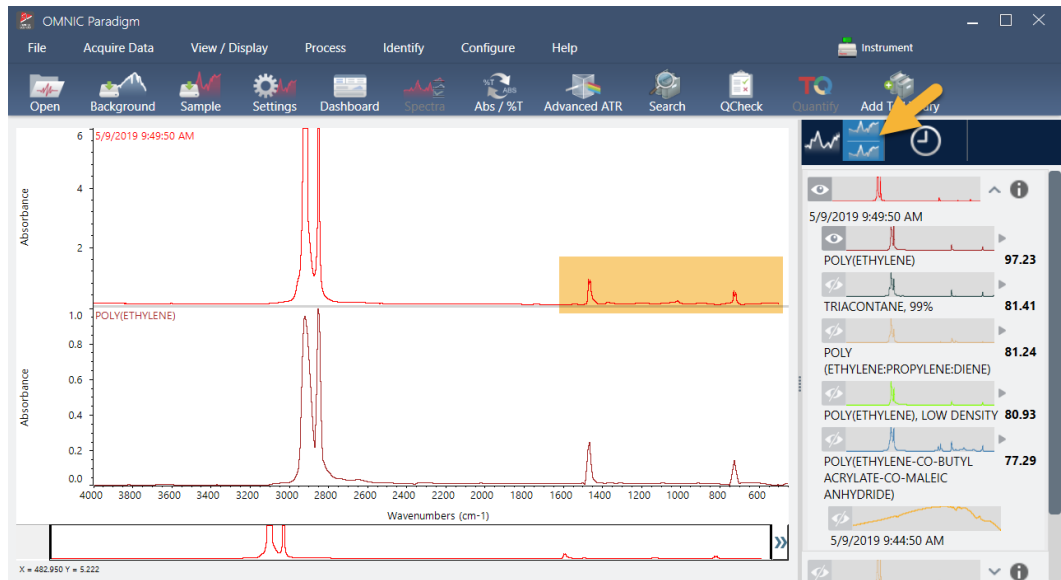 OMNIC Paradigm
File Acquire Data View / Display Process Identify Configure Help Instrument
Open Background Sample Settings Dashboard Spectra Abs / %T Advanced ATR Search QCheck Quantify Add
%T ABS
TQ
5/9/2019 9:49:50 AM
6
4
2
Absorbance
POLY(ETHYLENE)
1.0
0.8
0.6
0.4
0.2
0.0
Absorbance
4000 3800 3600 3400 3200 3000 2800 2600 2400 2200 2000 1800 1600 1400 1200 1000 800 600
Wavenumbers (cm-1)
X = 482.950 Y = 5.222
5/9/2019 9:49:50 AM
POLY(ETHYLENE) 97.23
TRIACONTANE, 99% 81.41
POLY 81.24
(ETHYLENE:PROPYLENE:DIENE)
POLY(ETHYLENE), LOW DENSITY 80.93
POLY(ETHYLENE-CO-BUTYL 77.29
ACRYLATE-CO-MALEIC
ANHYDRIDE)
5/9/2019 9:44:50 AM